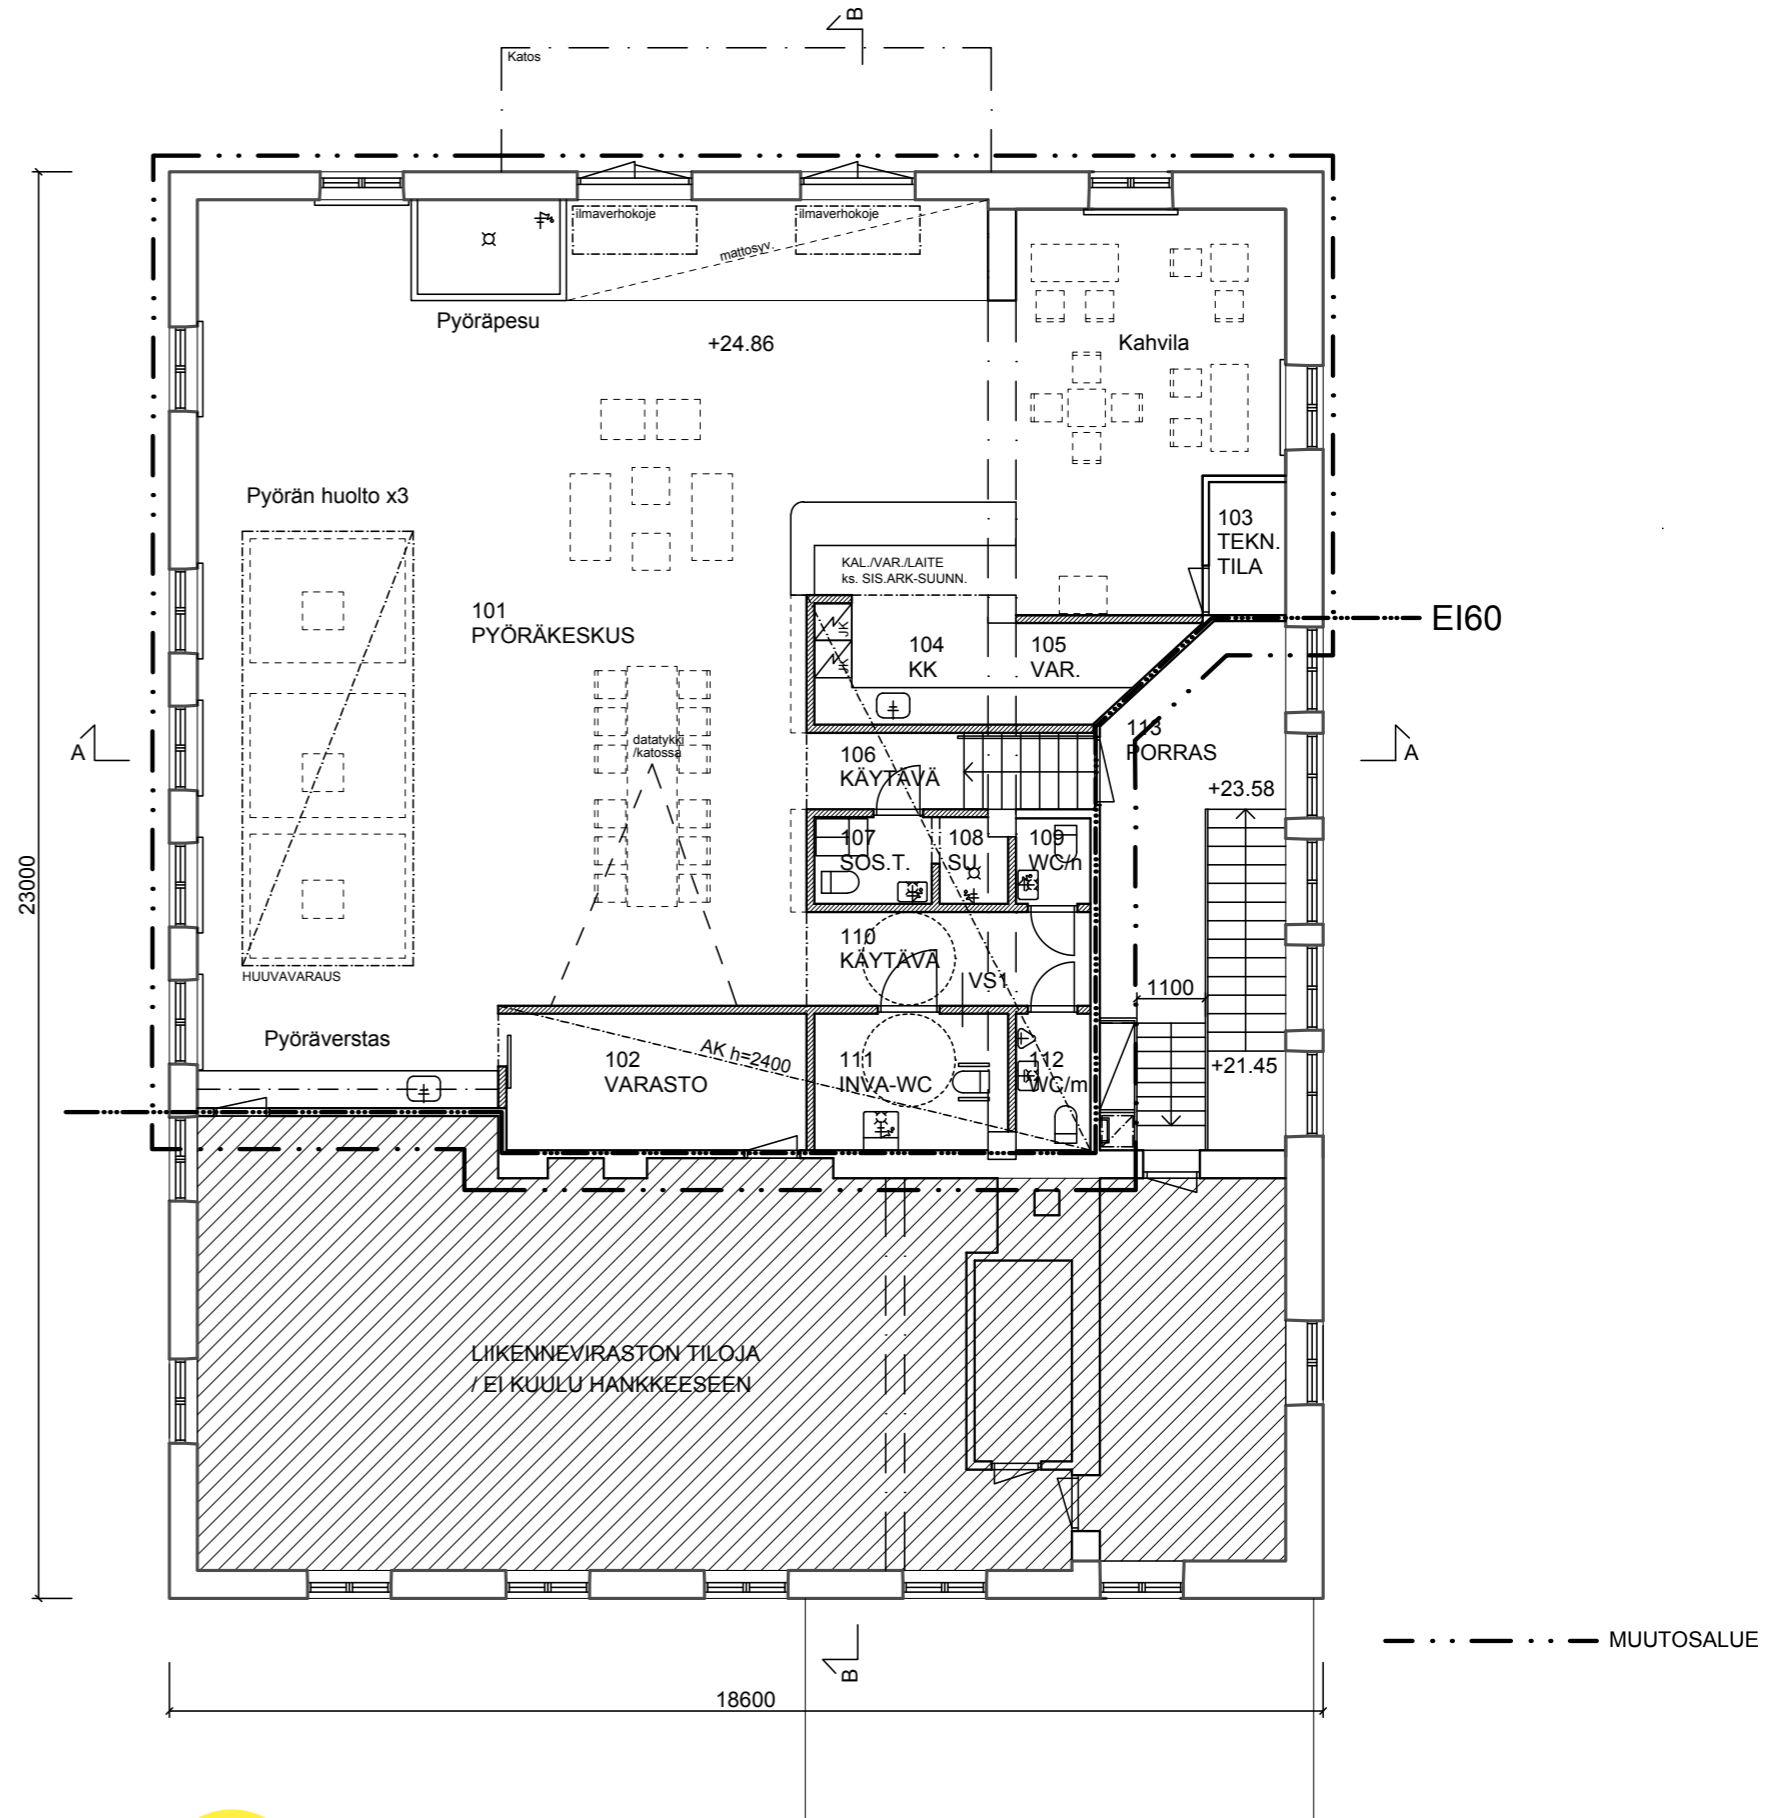 B
Katos
ilmaverhokoje
ilmaverhokoje
mattosyv.
Pyöräpesu
+24.86
Kahvila
Pyörän huolto x3
103
TEKN.
TILA
KAL./VAR./LAITE
ks. SIS.ARK-SUUNN.
EI60
101
PYÖRÄKESKUS
JK
104
KK
105
VAR.
A
datatykki
/katossa
106
KÄYTÄVÄ
113
PORRAS
A
+23.58
107
SOS.T.
108
SU
109
WC/n
23000
110
KÄYTÄVÄ
VS1
HUUVAVARAUS
1100
Pyöräverstas
102
VARASTO
AK h=2400
111
INVA-WC
112
WC/m
+21.45
LIIKENNEVIRASTON TILOJA
/ EI KUULU HANKKEESEEN
B
MUUTOSALUE
18600